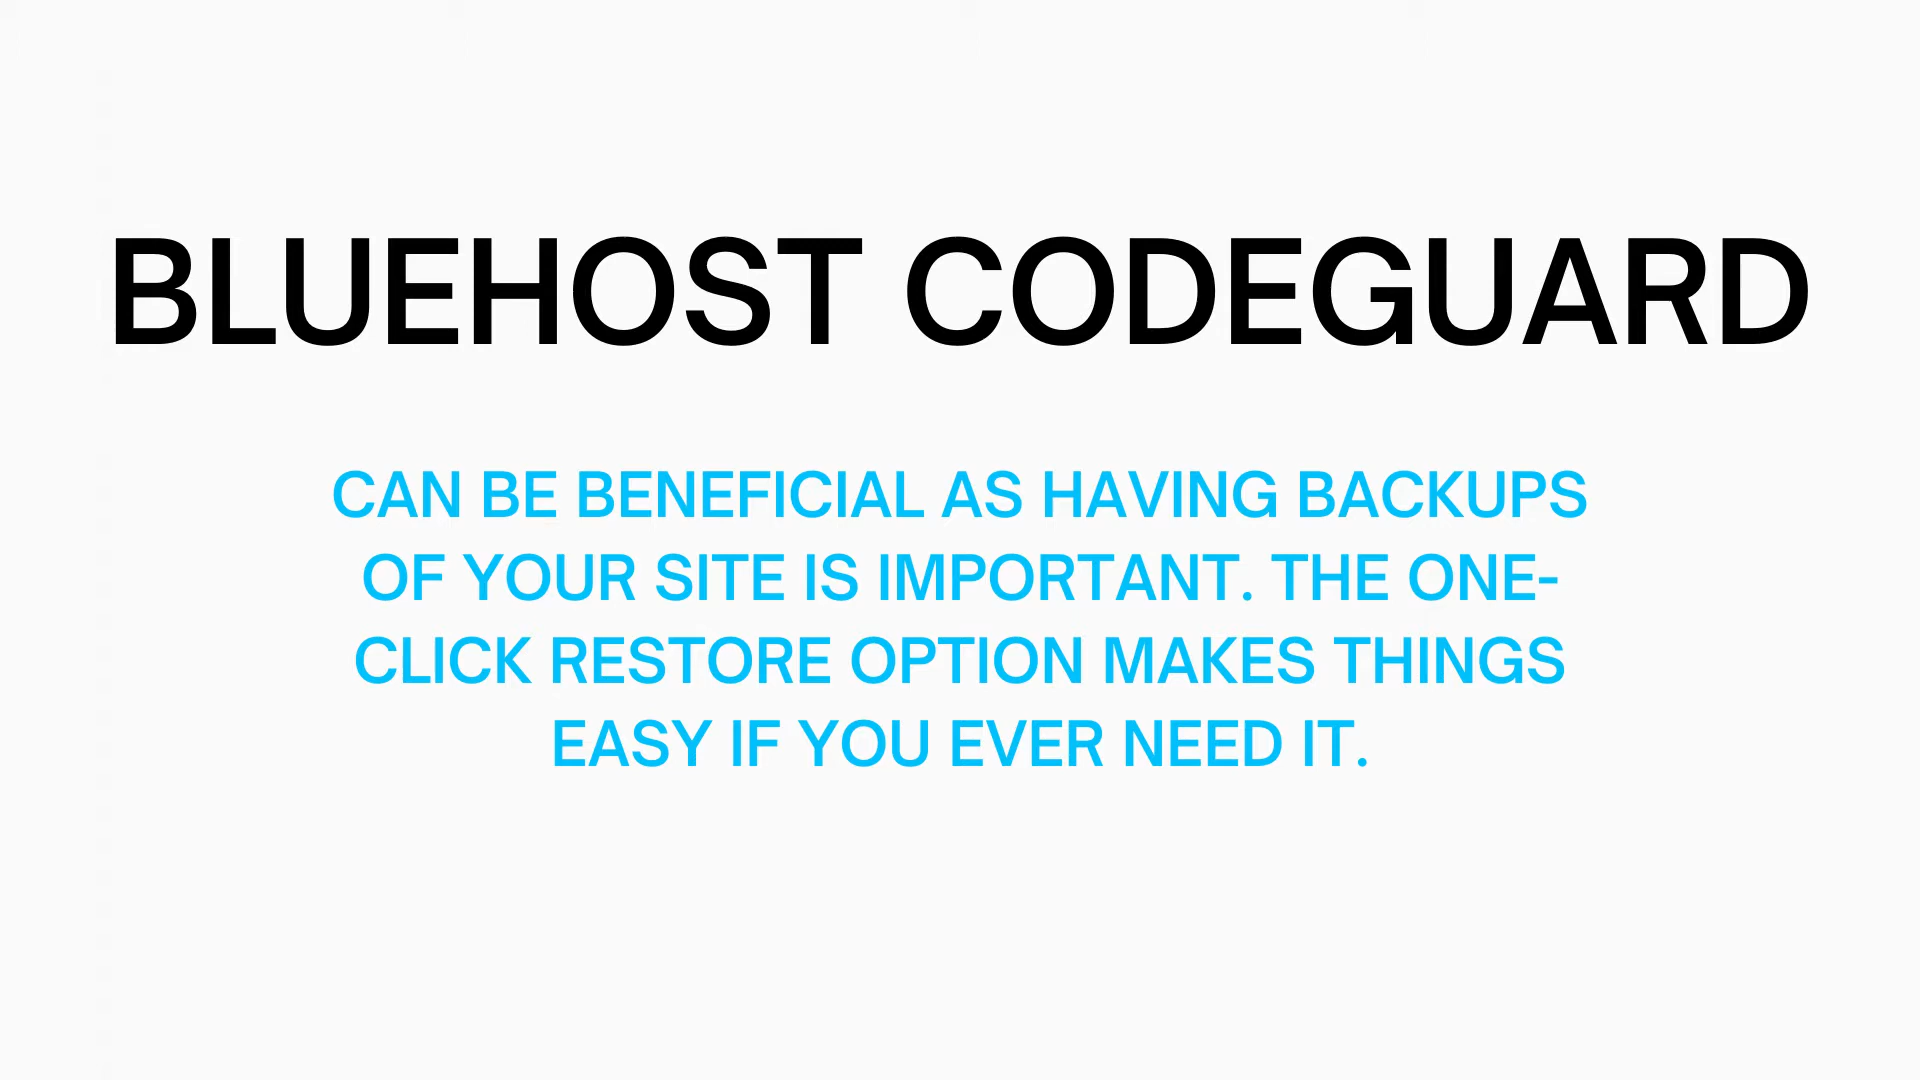 BLUEHOST CODEGUARD
CAN BE BENEFICIAL AS HAVING BACKUPS
OF YOUR SITE IS IMPORTANT. THE ONE-
CLICK RESTORE OPTION MAKES THINGS
EASY IF YOU EVER NEED IT.